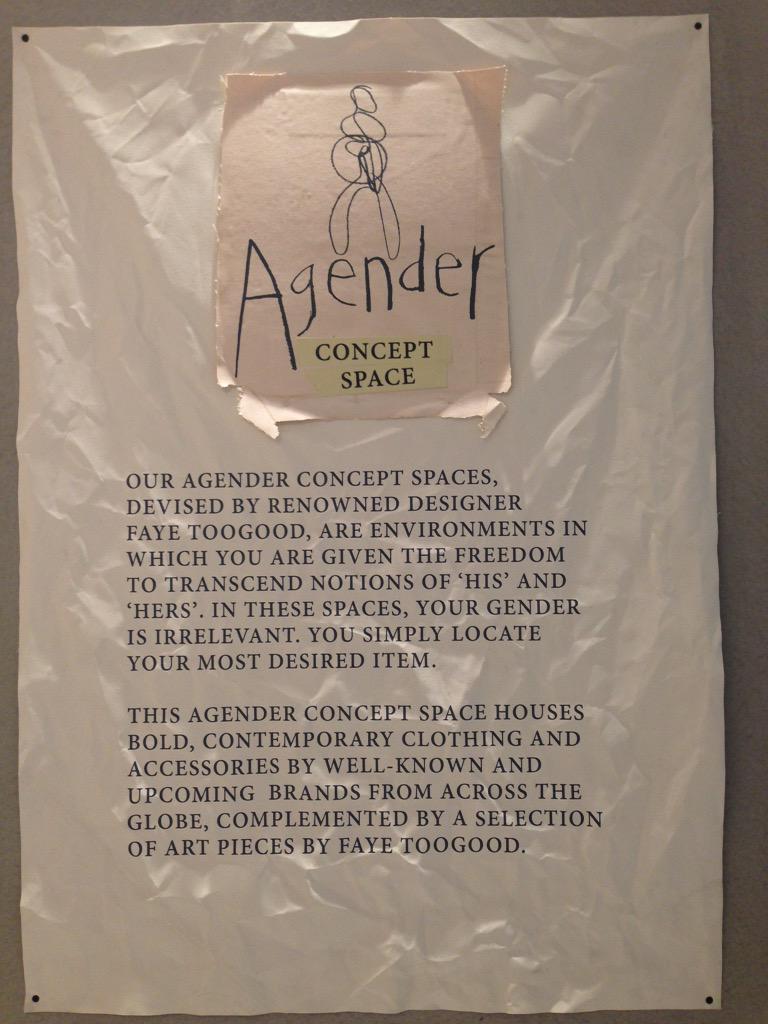 Agender
CONCEPT
SPACE
OUR AGENDER CONCEPT SPACES,
DEVISED BY RENOWNED DESIGNER
FAYE TOOGOOD, ARE ENVIRONMENTS IN
WHICH YOU ARE GIVEN THE FREEDOM
TO TRANSCEND NOTIONS OF ‘HIS’ AND
‘HERS’. IN THESE SPACES, YOUR GENDER
IS IRRELEVANT. YOU SIMPLY LOCATE
YOUR MOST DESIRED ITEM.
THIS AGENDER CONCEPT SPACE HOUSES
BOLD, CONTEMPORARY CLOTHING AND
ACCESSORIES BY WELL-KNOWN AND
UPCOMING BRANDS FROM ACROSS THE
GLOBE, COMPLEMENTED BY A SELECTION
OF ART PIECES BY FAYE TOOGOOD.